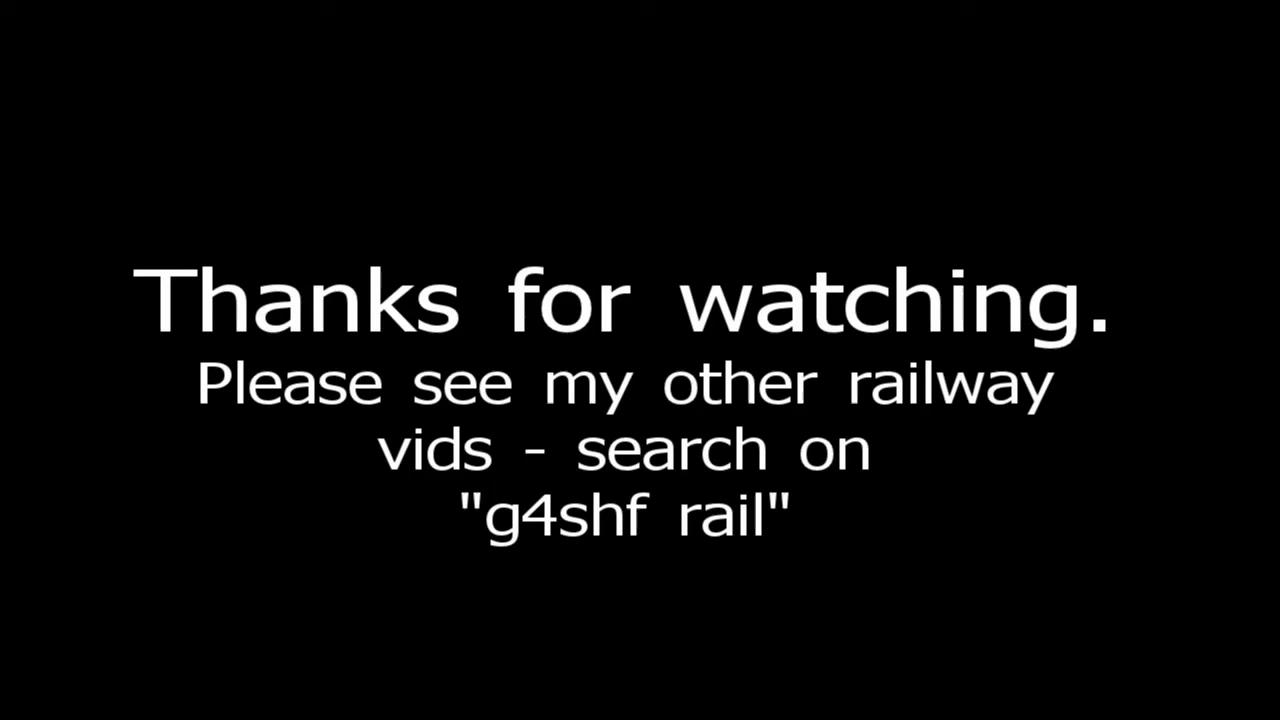 Thanks for watching.
Please see my other railway
vids - search on
"g4shf rail"